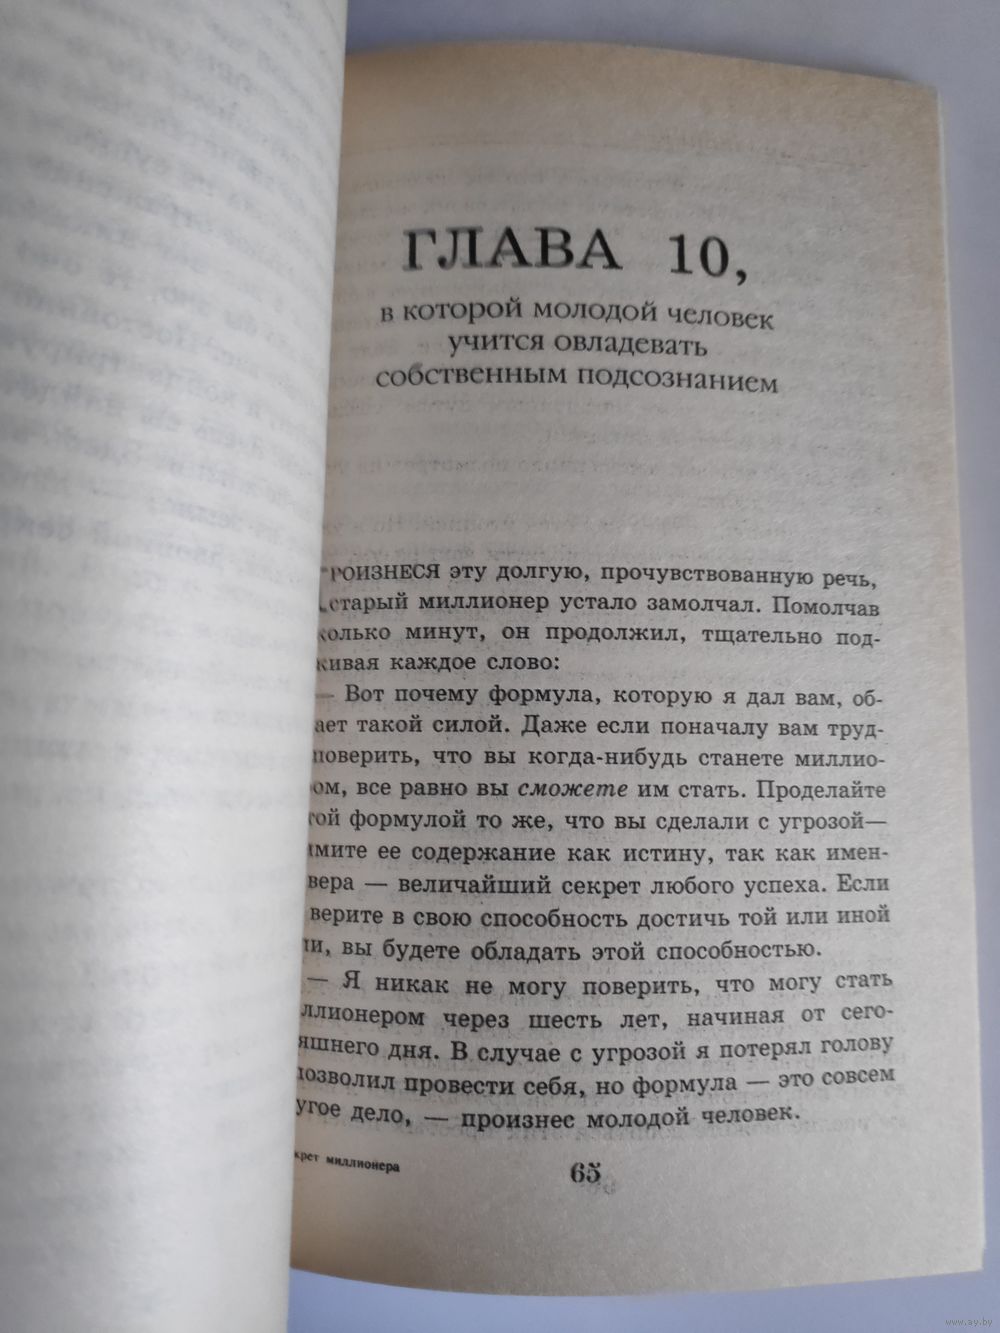 ГЛАВА 10,
в которой молодой человек
учится овладевать
собственным подсознанием
РОИЗНЕСЯ эту долгую, прочувствованную речь,
старый миллионер устало замолчал. Помолчав
колько минут, он продолжил, тщательно под-
кивая каждое слово:
— Вот почему формула, которую я дал вам, об-
ает такой силой. Даже если поначалу вам труд-
поверить, что вы когда-нибудь станете миллио-
ром, все равно вы сможете им стать. Проделайте
той формулой то же, что вы сделали с угрозой—
имите ее содержание как истину, так как имен-
вера — величайший секрет любого успеха. Если
верите в свою способность достичь той или иной
ли, вы будете обладать этой способностью.
— Я никак не могу поверить, что могу стать
ллионером через шесть лет, начиная от сего-
яшнего дня. В случае с угрозой я потерял голову
позволил провести себя, но формула — это совсем
угое дело, — произнес молодой человек.
крет миллионера
65
www.ay.by